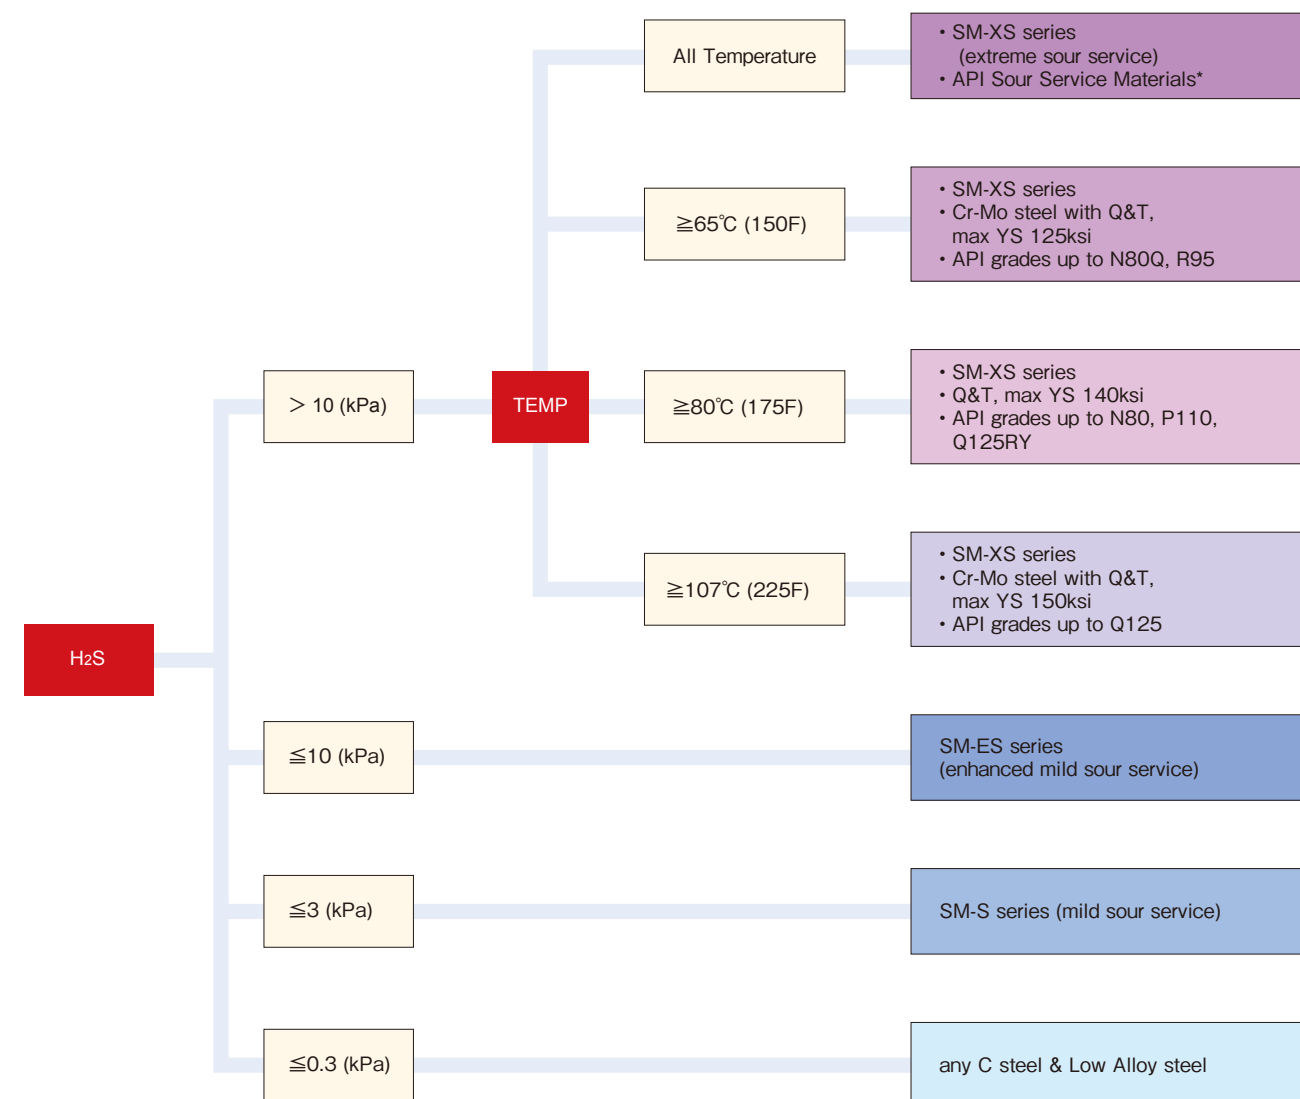 All Temperature
• SM-XS series
(extreme sour service)
• API Sour Service Materials*
≧65℃ (150F)
• SM-XS series
• Cr-Mo steel with Q&T,
max YS 125ksi
• API grades up to N80Q, R95
> 10 (kPa)
TEMP
≧80℃ (175F)
• SM-XS series
• Q&T, max YS 140ksi
• API grades up to N80, P110,
Q125RY
≧107℃ (225F)
• SM-XS series
• Cr-Mo steel with Q&T,
max YS 150ksi
• API grades up to Q125
H2S
≦10 (kPa)
SM-ES series
(enhanced mild sour service)
≦3 (kPa)
SM-S series (mild sour service)
≦0.3 (kPa)
any C steel & Low Alloy steel